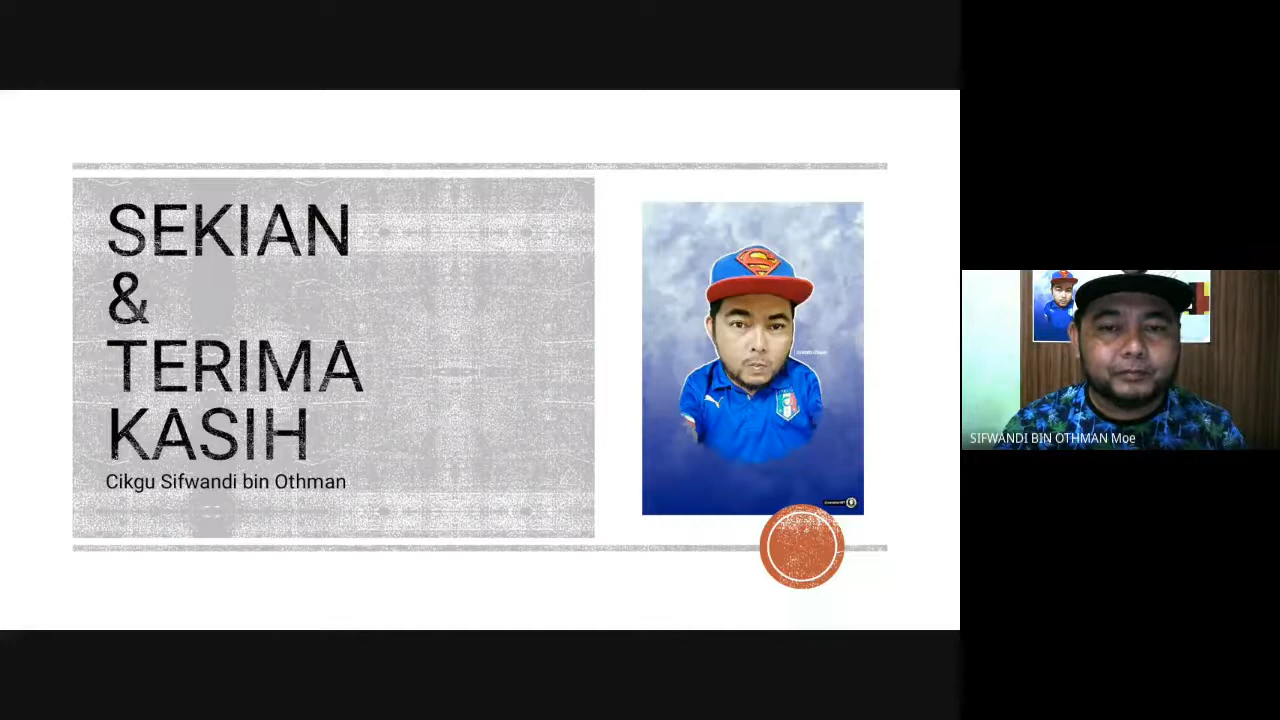 SEKIAN
&
TERIMA
KASIH
Cikgu Sifwandi bin Othman
SIFWANDI BIN OTHMAN Moe